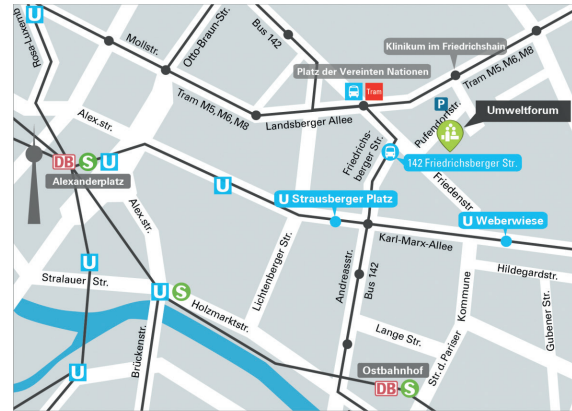 Rosa-Luxemb
Mollstr.
Otto-Braun-Str.
Bus 142
Klinikum im Friedrichshain
Platz der Vereinten Nationen
Tram
Tram M5, M6, M8
Tram M5, M6, M8
Landsberger Allee
P
Pufendorfstr.
Umweltforum
Alex.str.
DB S U
Alexanderplatz
Friedrichs-
berger Str.
142 Friedrichsberger Str.
Friedenstr.
U
U
U Strausberger Platz
U Weberwiese
Alex.str.
Karl-Marx-Allee
Lichtenberger Str.
Andreasstr.
Bus 142
Hildegardstr.
U
Stralauer Str.
U S
Holzmarktstr.
Kommune
Str. d. Pariser
Gubener Str.
Lange Str.
Brückenstr.
U
Ostbahnhof
DB S